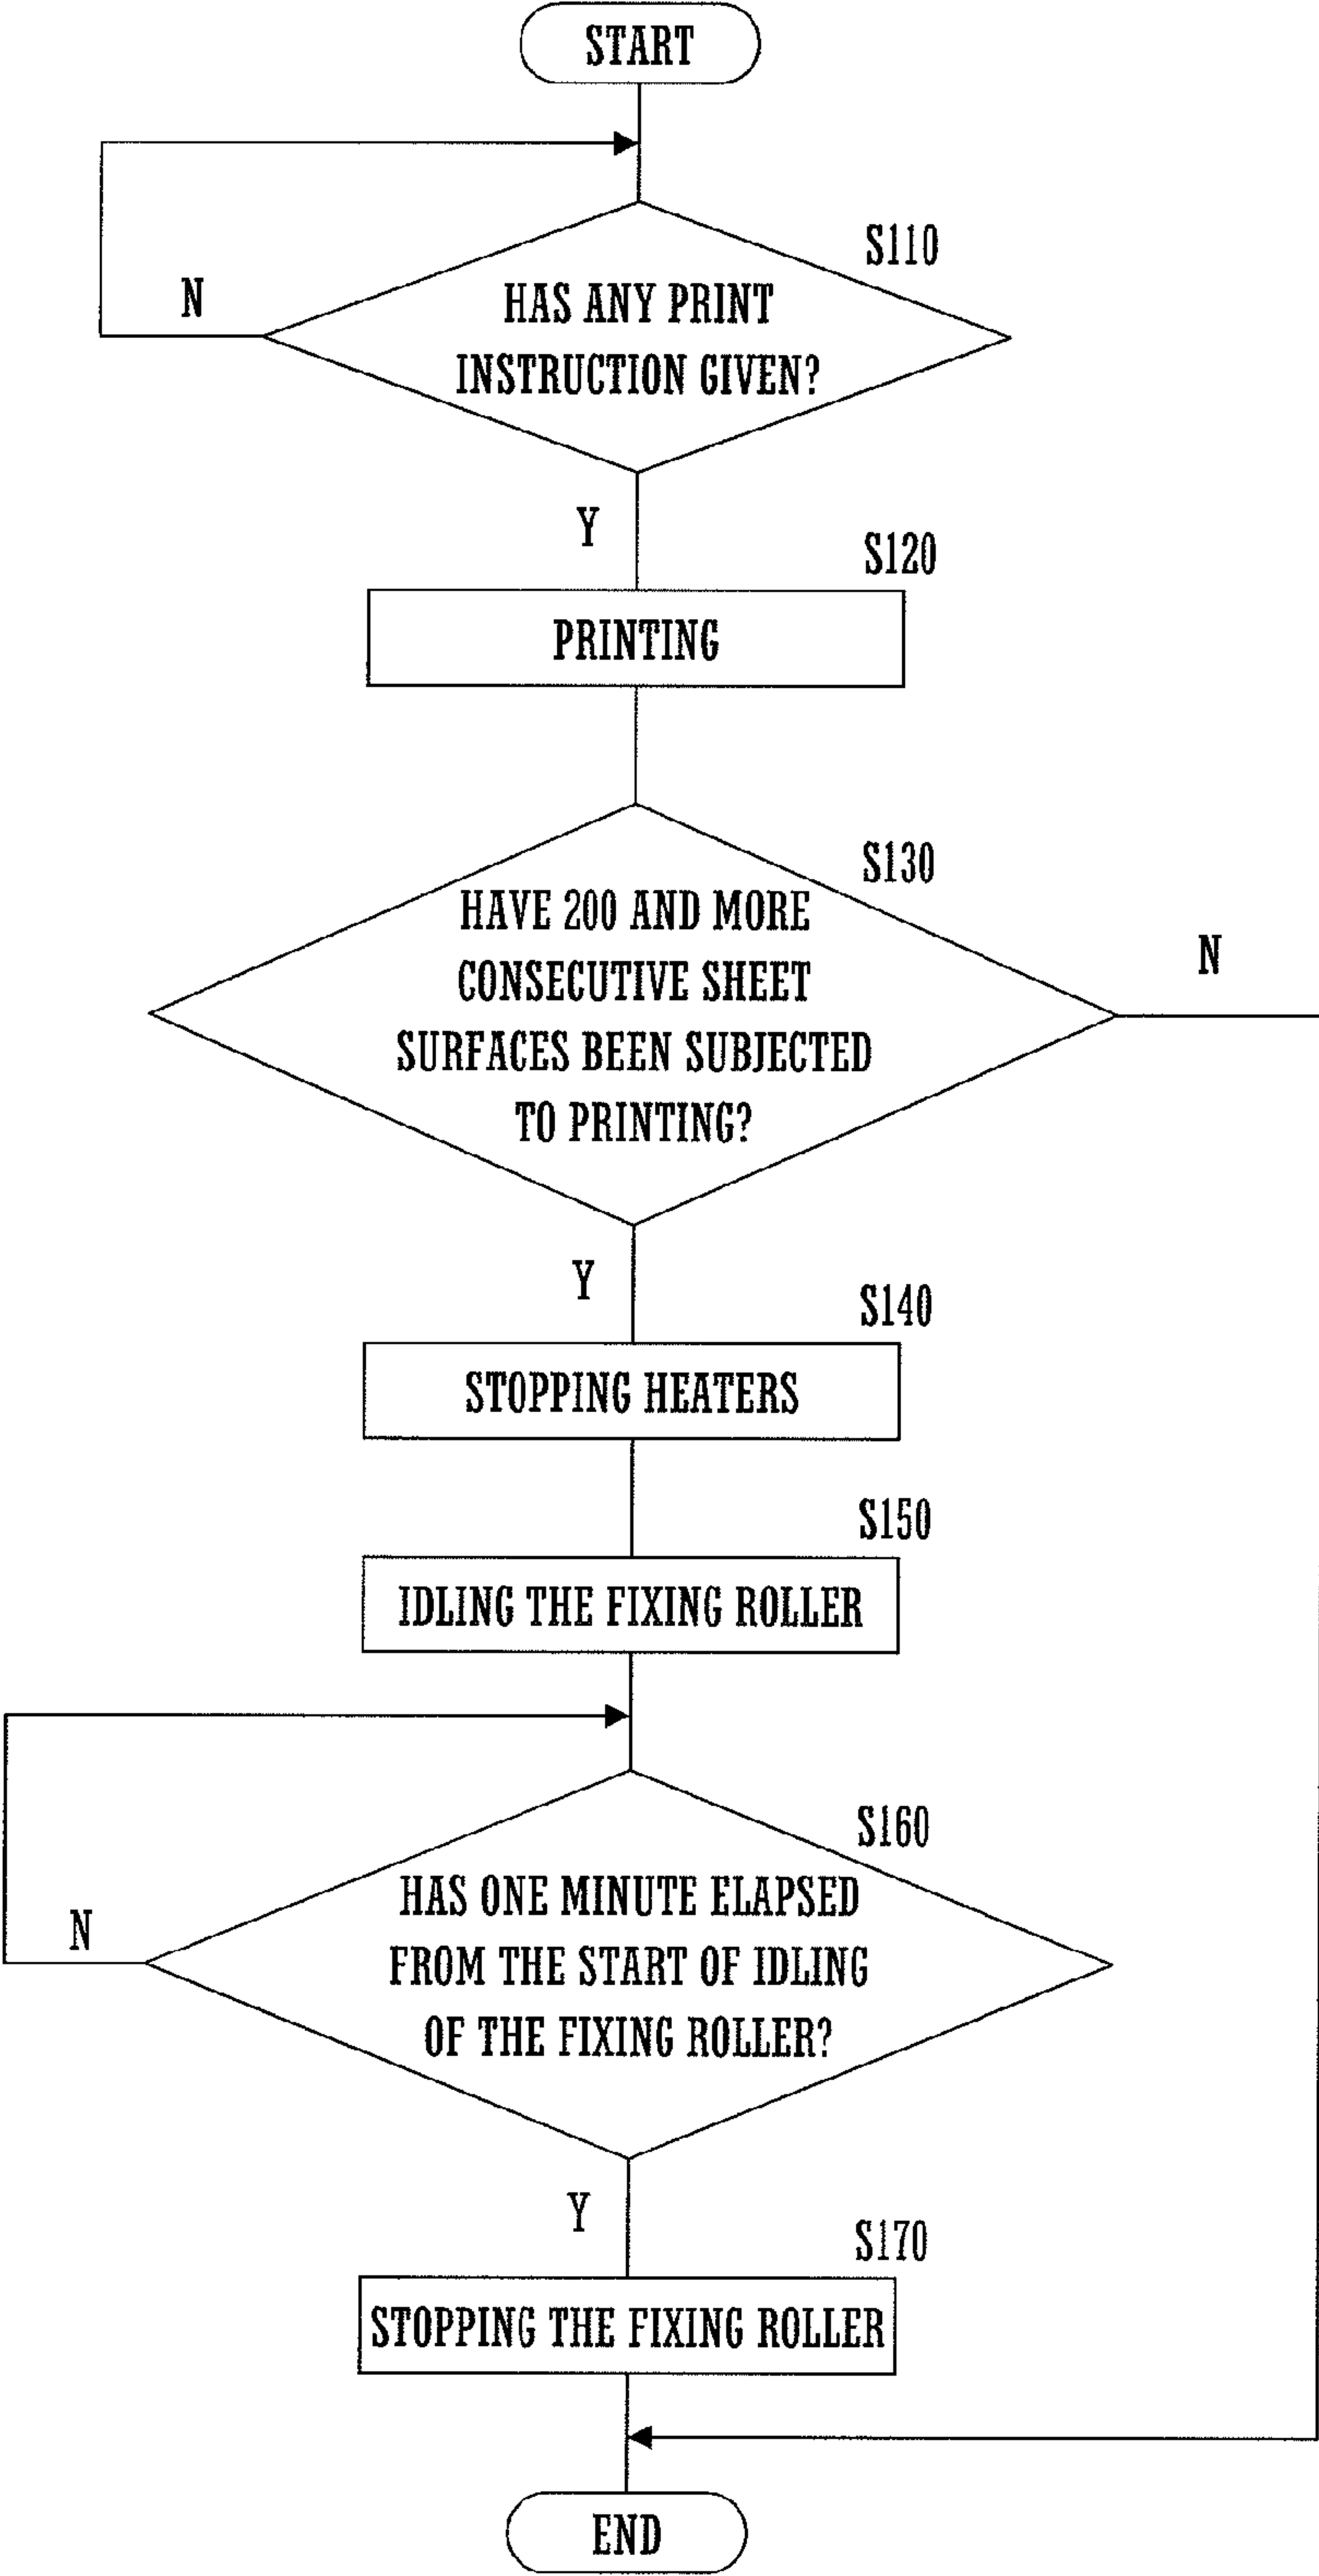 START
S110
N
HAS ANY PRINT
INSTRUCTION GIVEN?
Y
S120
PRINTING
S130
HAVE 200 AND MORE
CONSECUTIVE SHEET
SURFACES BEEN SUBJECTED
TO PRINTING?
N
Y
S140
STOPPING HEATERS
S150
IDLING THE FIXING ROLLER
S160
HAS ONE MINUTE ELAPSED
FROM THE START OF IDLING
OF THE FIXING ROLLER?
N
Y
S170
STOPPING THE FIXING ROLLER
END